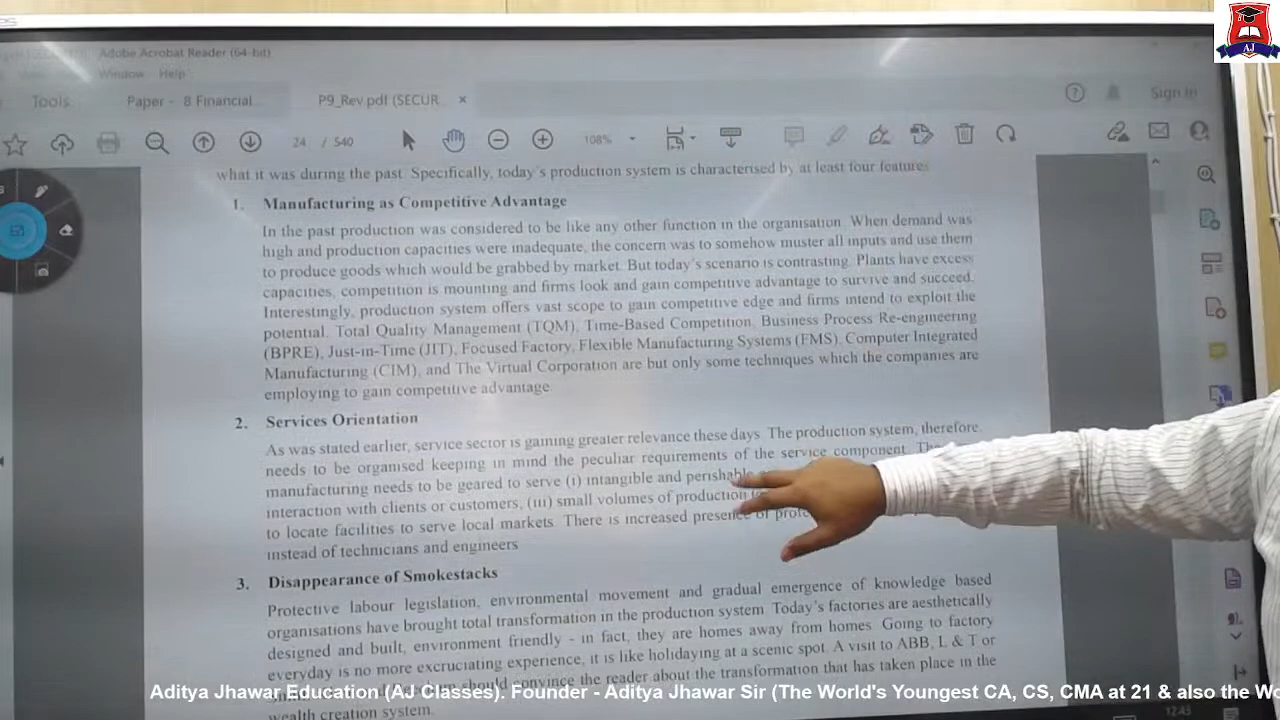 Adobe Acrobat Reader (64-bit)
Window Help
Tools
Paper - 8 Financial...
P9_Rev.pdf (SECUR...
×
Sign In
24 / 540
108%
what it was during the past. Specifically, today's production system is characterised by at least four features
1. Manufacturing as Competitive Advantage
In the past production was considered to be like any other function in the organisation. When demand was
high and production capacities were inadequate, the concern was to somehow muster all inputs and use them
to produce goods which would be grabbed by market. But today's scenario is contrasting. Plants have excess
capacities, competition is mounting and firms look and gain competitive advantage to survive and succeed.
Interestingly, production system offers vast scope to gain competitive edge and firms intend to exploit the
potential. Total Quality Management (TQM), Time-Based Competition, Business Process Re-engineering
(BPRE), Just-in-Time (JIT), Focused Factory, Flexible Manufacturing Systems (FMS), Computer Integrated
Manufacturing (CIM), and The Virtual Corporation are but only some techniques which the companies are
employing to gain competitive advantage.
2. Services Orientation
As was stated earlier, service sector is gaining greater relevance these days. The production system, therefore
needs to be organised keeping in mind the peculiar requirements of the service component.
manufacturing needs to be geared to serve (i) intangible and perishable
interaction with clients or customers, (iii) small volumes of production
to locate facilities to serve local markets. There is increased presence of
instead of technicians and engineers
3. Disappearance of Smokestacks
Protective labour legislation, environmental movement and gradual emergence of knowledge based
organisations have brought total transformation in the production system. Today's factories are aesthetically
designed and built, environment friendly - in fact, they are homes away from homes. Going to factory
everyday is no more excruciating experience, it is like holidaying at a scenic spot. A visit to ABB, L & T or
should convince the reader about the transformation that has taken place in the
wealth creation system.
AJ
Aditya Jhawar Education (AJ Classes). Founder - Aditya Jhawar Sir (The World's Youngest CA, CS, CMA at 21 & also the Wo
12:43